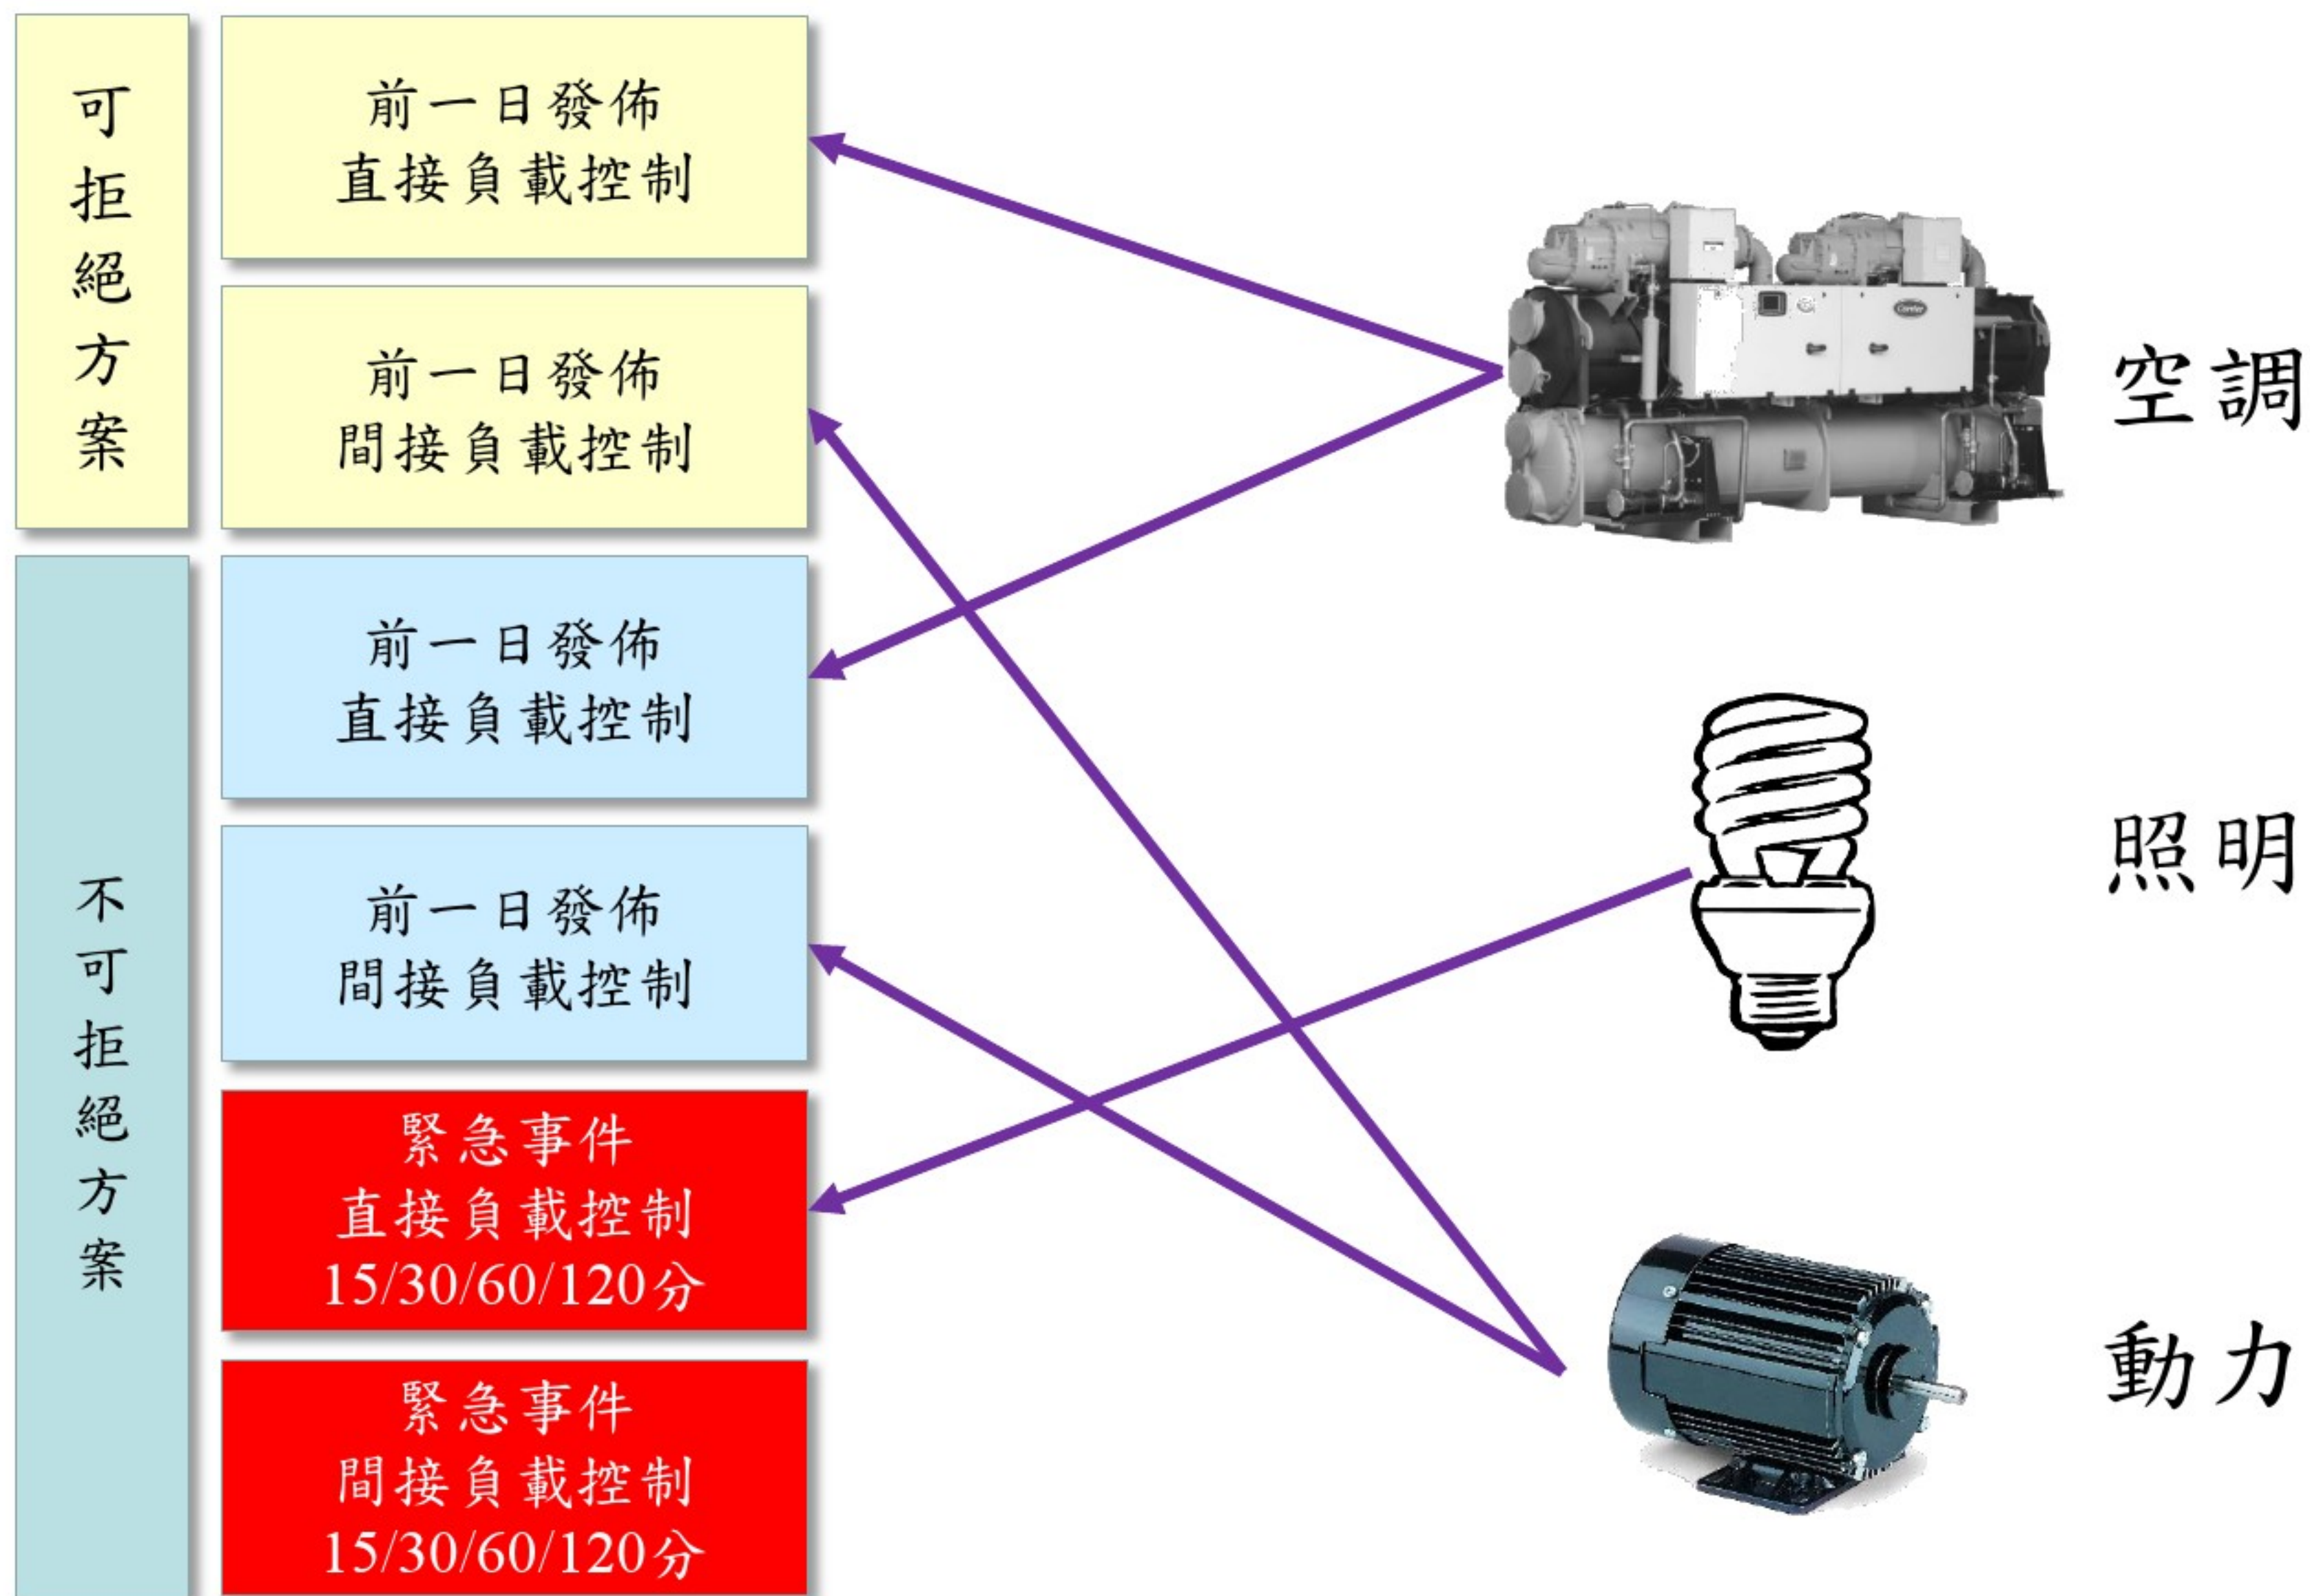 可拒絕方案
前一日發佈
直接負載控制
前一日發佈
間接負載控制
不可拒絕方案
前一日發佈
直接負載控制
前一日發佈
間接負載控制
緊急事件
直接負載控制
15/30/60/120分
緊急事件
間接負載控制
15/30/60/120分
空調
Carrier
照明
動力